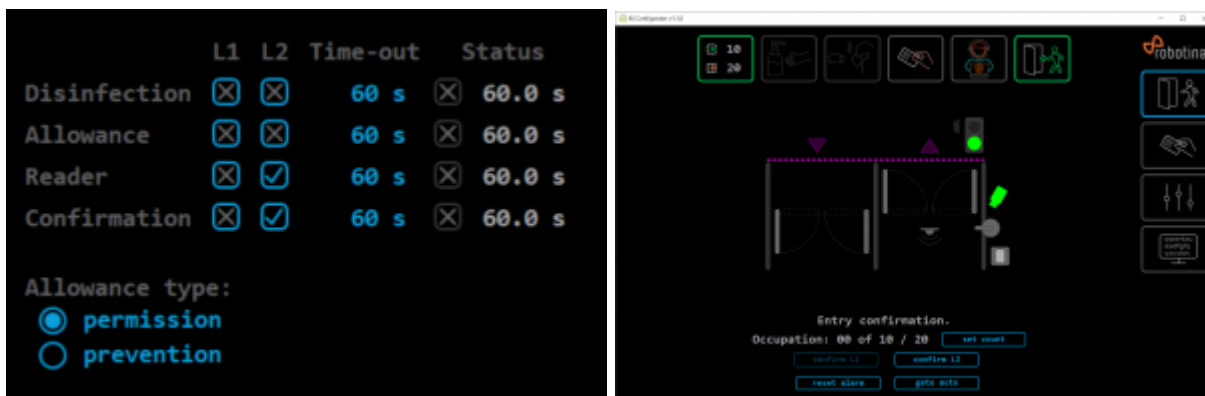 L1 L2 Time-out Status
Disinfection 60 s 60.0 s
Allowance 60 s 60.0 s
Reader 60 s 60.0 s
Confirmation 60 s 60.0 s
Allowance type:
permission
prevention
10
20
robotina
Entry confirmation.
Occupation: 00 of 10 / 20 set count
confirm L1 confirm L2
reset alarm gate auto